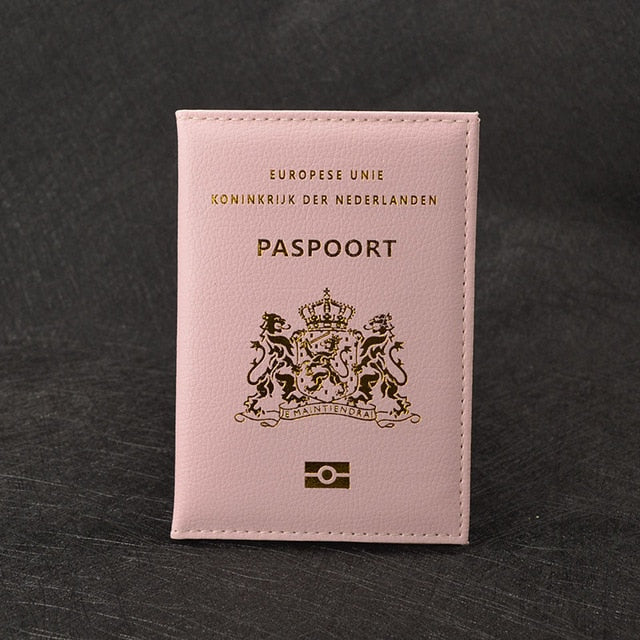 EUROPESE UNIE
KONINKRIJK DER NEDERLANDEN
PASPOORT
JE MAINTIENDRAI